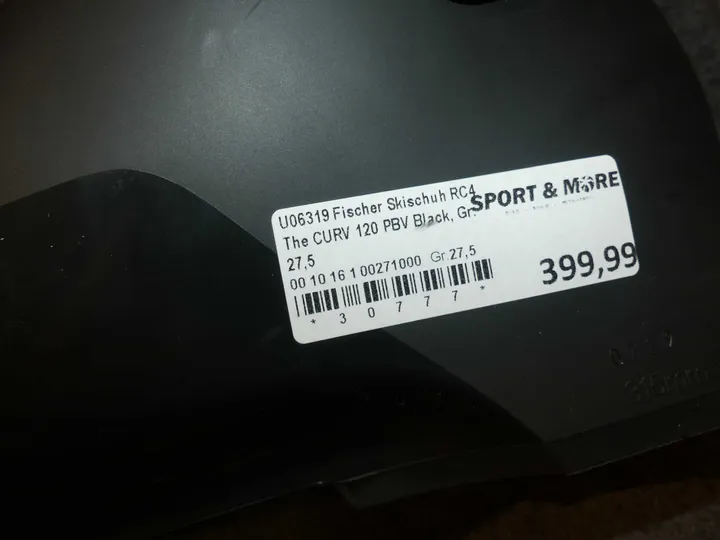 U06319 Fischer Skischuh RC4
SPORT & MORE
The CURV 120 PBV Black, Gr.
27,5
00 10 16 1 00271000 Gr.27,5
399,99
* 3 0 7 7 7 *